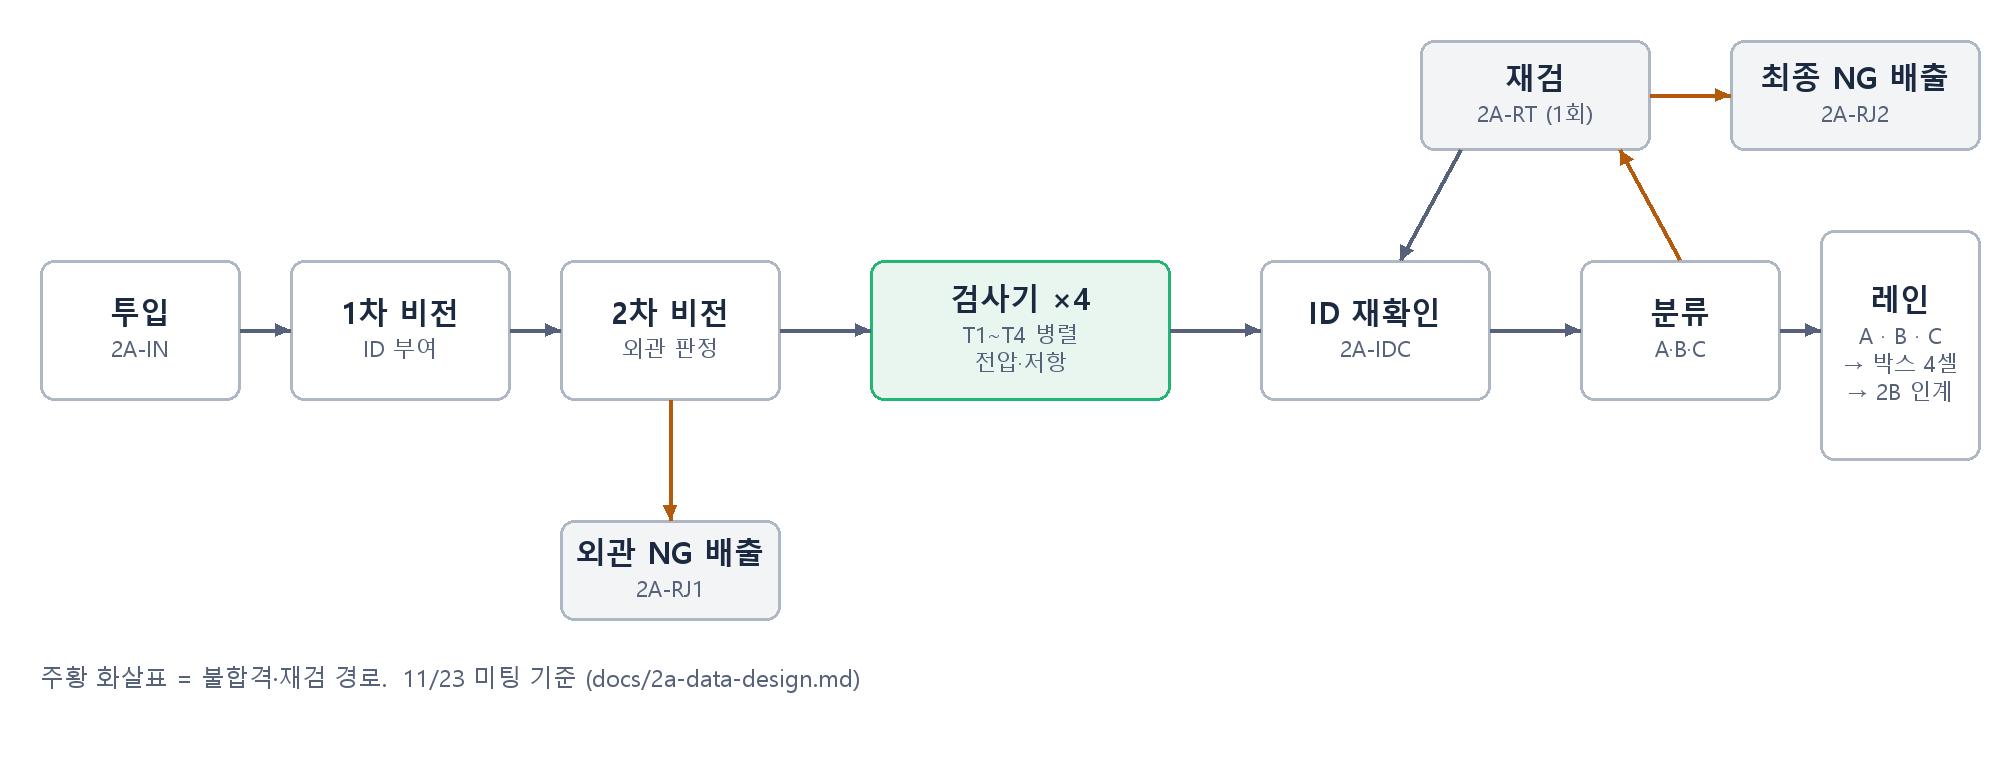 재검
2A-RT (1회)
최종 NG 배출
2A-RJ2
투입
2A-IN
1차 비전
ID 부여
2차 비전
외관 판정
검사기 ×4
T1~T4 병렬
전압·저항
ID 재확인
2A-IDC
분류
A·B·C
레인
A · B · C
→ 박스 4셀
→ 2B 인계
외관 NG 배출
2A-RJ1
주황 화살표 = 불합격·재검 경로.  11/23 미팅 기준 (docs/2a-data-design.md)